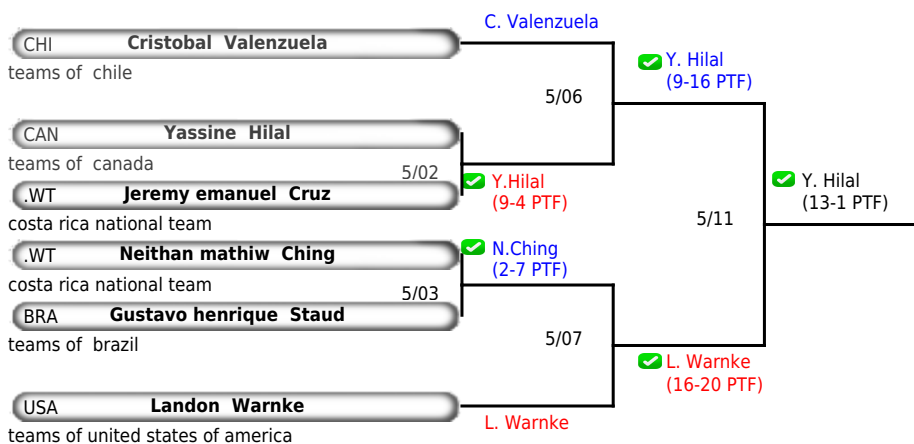 C. Valenzuela
CHI Cristobal Valenzuela
teams of chile
Y. Hilal
(9-16 PTF)
5/06
CAN Yassine Hilal
teams of canada
5/02
Y.Hilal
(9-4 PTF)
.WT Jeremy emanuel Cruz
costa rica national team
Y. Hilal
(13-1 PTF)
5/11
.WT Neithan mathiw Ching
costa rica national team
N.Ching
(2-7 PTF)
5/03
BRA Gustavo henrique Staud
teams of brazil
5/07
L. Warnke
(16-20 PTF)
USA Landon Warnke
teams of united states of america
L. Warnke